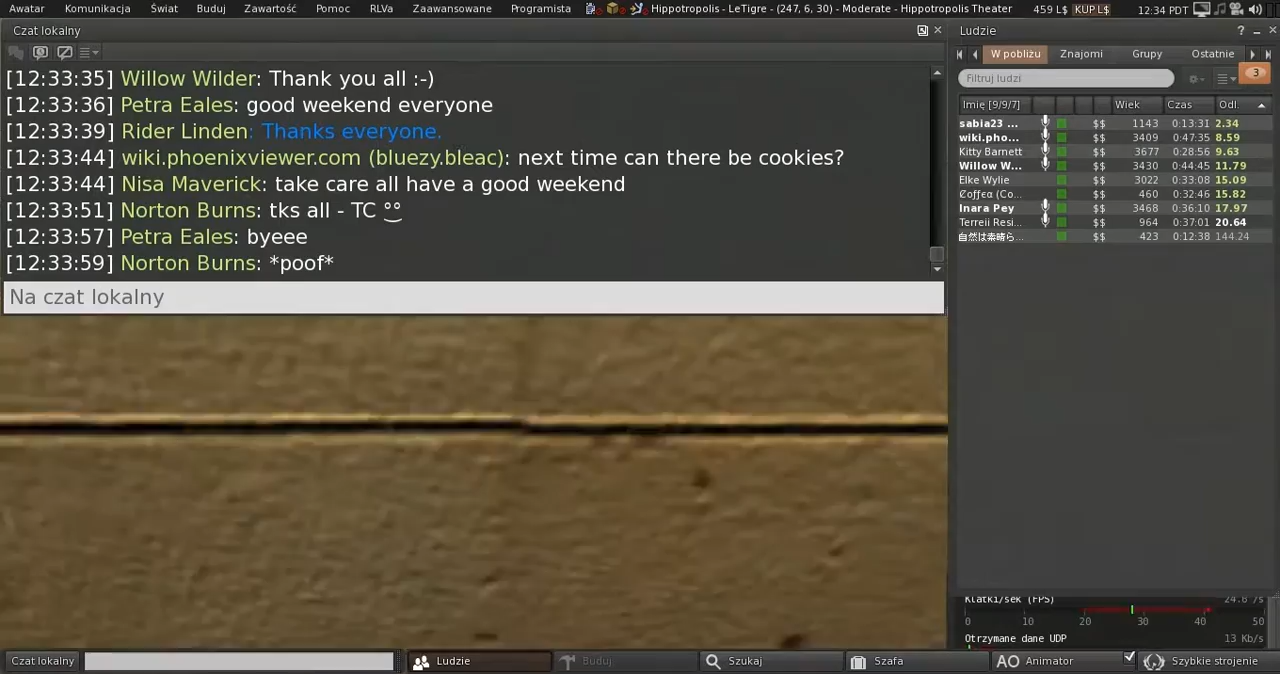 Awatar Komunikacja Świat Buduj Zawartość Pomoc RLVa Zaawansowane Programista Hippotropolis - LeTigre - (247, 6, 30) - Moderate - Hippotropolis Theater 459 L$ KUP L$ 12:34 PDT
Czat lokalny
[12:33:35] Willow Wilder: Thank you all :-)
[12:33:36] Petra Eales: good weekend everyone
[12:33:39] Rider Linden: Thanks everyone.
[12:33:44] wiki.phoenixviewer.com (bluezy.bleac): next time can there be cookies?
[12:33:44] Nisa Maverick: take care all have a good weekend
[12:33:51] Norton Burns: tks all - TC
[12:33:57] Petra Eales: byeee
[12:33:59] Norton Burns: *poof*
Na czat lokalny
Ludzie ?
W pobliżu Znajomi Grupy Ostatnie
Filtruj ludzi 3
Imię [9/9/7] Wiek Czas Odl.
sabia23 ... $$ 1143 0:13:31 2.34
wiki.pho... $$ 3409 0:47:35 8.59
Kitty Barnett $$ 3677 0:28:56 9.63
Willow W... $$ 3430 0:44:45 11.79
Elke Wylie $$ 3022 0:33:08 15.09
(Co... $$ 460 0:32:46 15.82
Inara Pey $$ 3468 0:36:10 17.97
Terreii Resi... $$ 964 0:37:01 20.64
自然は素晴ら... $$ 423 0:12:38 144.24
Klatki/sek (FPS) 24.6 /s
0 10 20 30 40 50
Otrzymane dane UDP 13 Kb/s
Czat lokalny Ludzie Buduj Szukaj Szafa AO Animator Szybkie strojenie